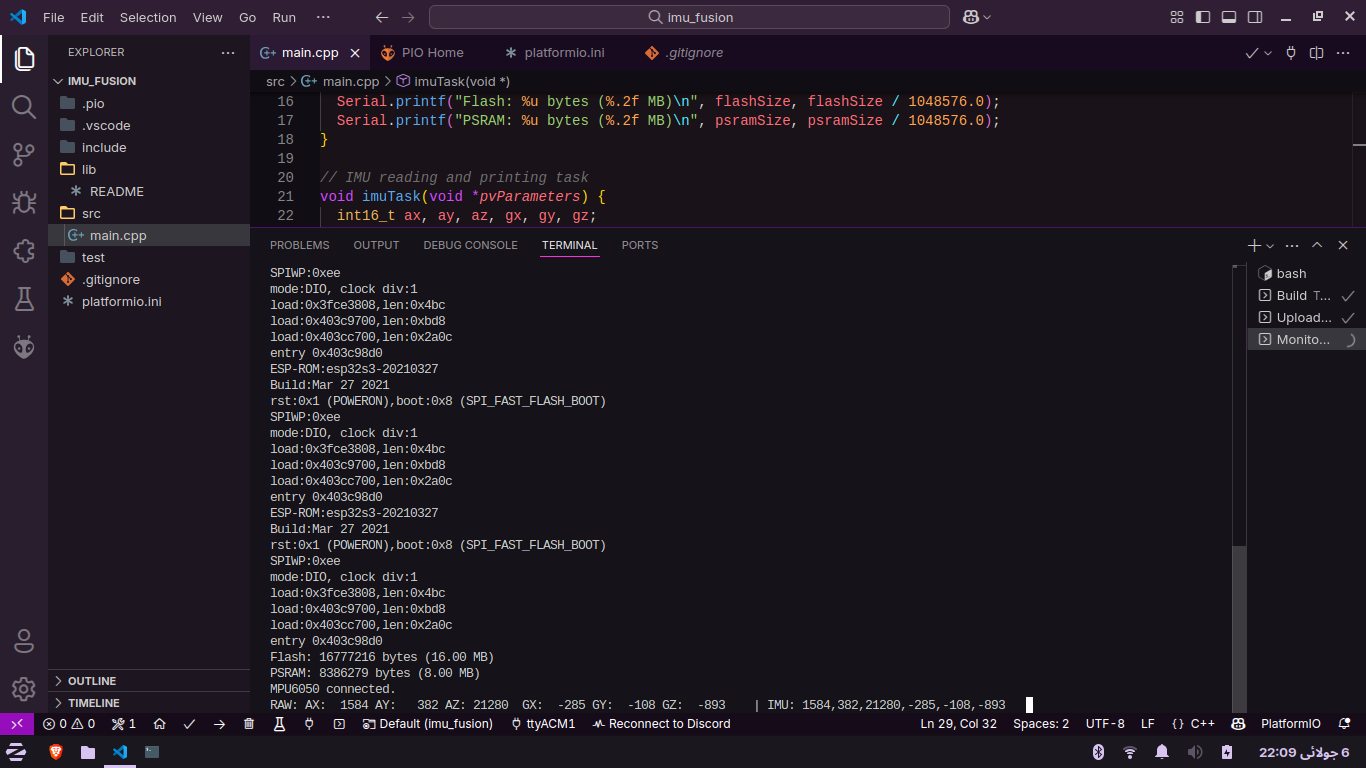 File Edit Selection View Go Run ··· imu_fusion
EXPLORER ···
IMU_FUSION
.pio
.vscode
include
lib
README
src
main.cpp
test
.gitignore
platformio.ini
OUTLINE
TIMELINE
main.cpp PIO Home platformio.ini .gitignore
src > main.cpp > imuTask(void *)
16 Serial.printf("Flash: %u bytes (%.2f MB)\n", flashSize, flashSize / 1048576.0);
17 Serial.printf("PSRAM: %u bytes (%.2f MB)\n", psramSize, psramSize / 1048576.0);
18 }
19
20 // IMU reading and printing task
21 void imuTask(void *pvParameters) {
22 int16_t ax, ay, az, gx, gy, gz;
PROBLEMS OUTPUT DEBUG CONSOLE TERMINAL PORTS
SPIWP:0xee
mode:DIO, clock div:1
load:0x3fce3808,len:0x4bc
load:0x403c9700,len:0xbd8
load:0x403cc700,len:0x2a0c
entry 0x403c98d0
ESP-ROM:esp32s3-20210327
Build:Mar 27 2021
rst:0x1 (POWERON),boot:0x8 (SPI_FAST_FLASH_BOOT)
SPIWP:0xee
mode:DIO, clock div:1
load:0x3fce3808,len:0x4bc
load:0x403c9700,len:0xbd8
load:0x403cc700,len:0x2a0c
entry 0x403c98d0
ESP-ROM:esp32s3-20210327
Build:Mar 27 2021
rst:0x1 (POWERON),boot:0x8 (SPI_FAST_FLASH_BOOT)
SPIWP:0xee
mode:DIO, clock div:1
load:0x3fce3808,len:0x4bc
load:0x403c9700,len:0xbd8
load:0x403cc700,len:0x2a0c
entry 0x403c98d0
Flash: 16777216 bytes (16.00 MB)
PSRAM: 8386279 bytes (8.00 MB)
MPU6050 connected.
RAW: AX:  1584 AY:   382 AZ: 21280  GX:  -285 GY:  -108 GZ:  -893    | IMU: 1584,382,21280,-285,-108,-893
bash
Build T...
Upload...
Monito...
0 0 1 Default (imu_fusion) ttyACM1 Reconnect to Discord Ln 29, Col 32 Spaces: 2 UTF-8 LF {} C++ PlatformIO
6 جولائی 22:09